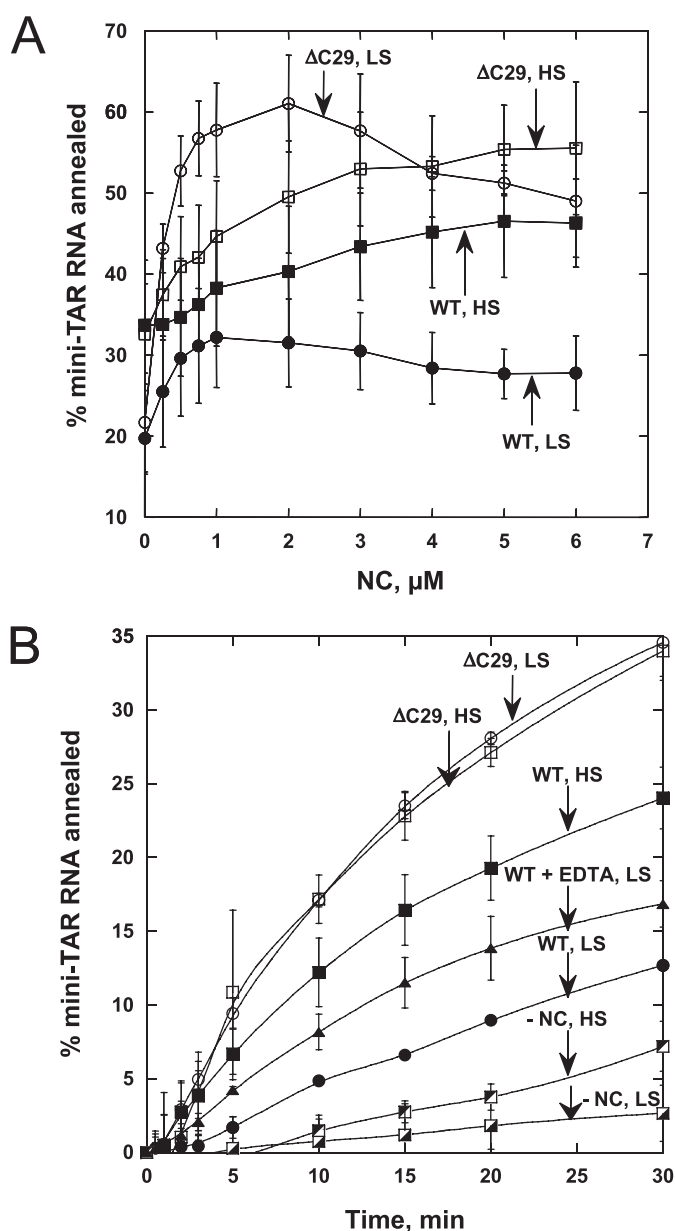 A
% mini-TAR RNA annealed
70
60
50
40
30
20
10
0 1 2 3 4 5 6 7
NC, µM
ΔC29, LS
ΔC29, HS
WT, HS
WT, LS
B
% mini-TAR RNA annealed
35
30
25
20
15
10
5
0
0 5 10 15 20 25 30
Time, min
ΔC29, LS
ΔC29, HS
WT, HS
WT + EDTA, LS
WT, LS
- NC, HS
- NC, LS